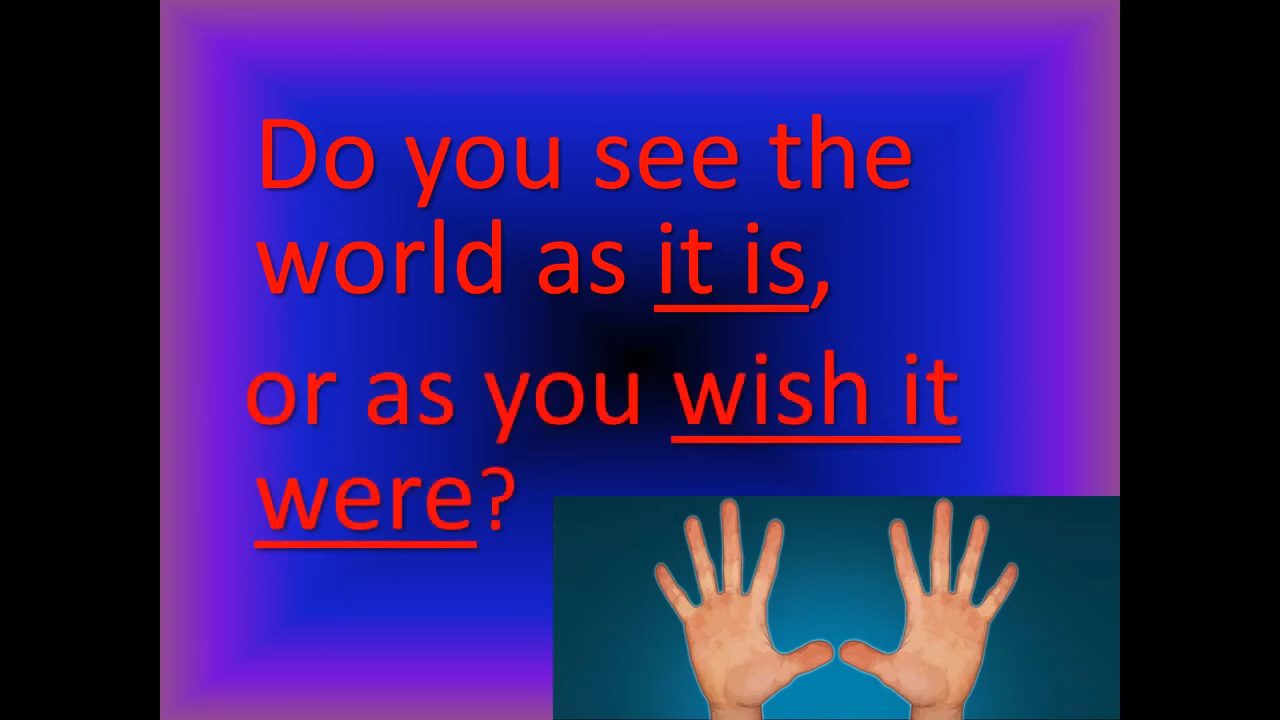 Do you see the
world as it is,
or as you wish it
were?